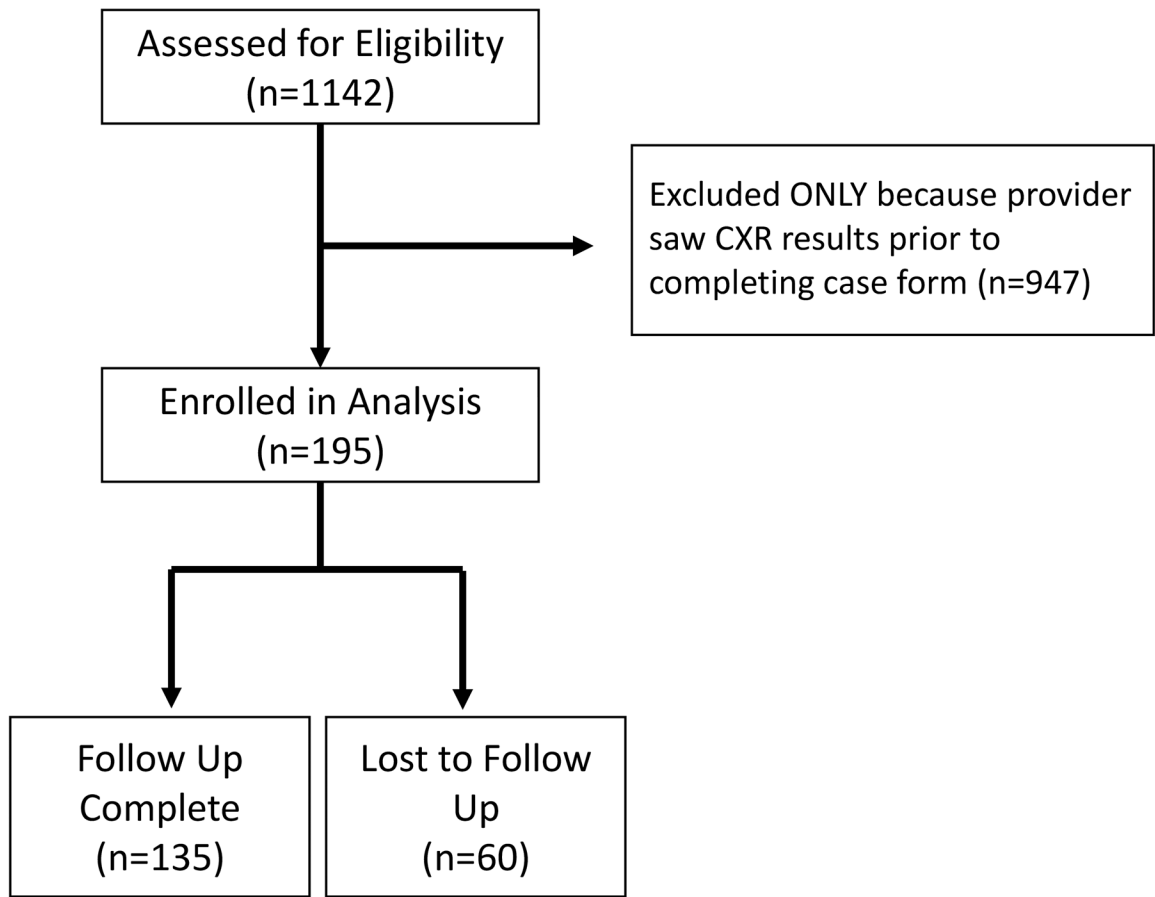 Assessed for Eligibility
(n=1142)
Excluded ONLY because provider
saw CXR results prior to
completing case form (n=947)
Enrolled in Analysis
(n=195)
Follow Up
Complete
(n=135)
Lost to Follow
Up
(n=60)